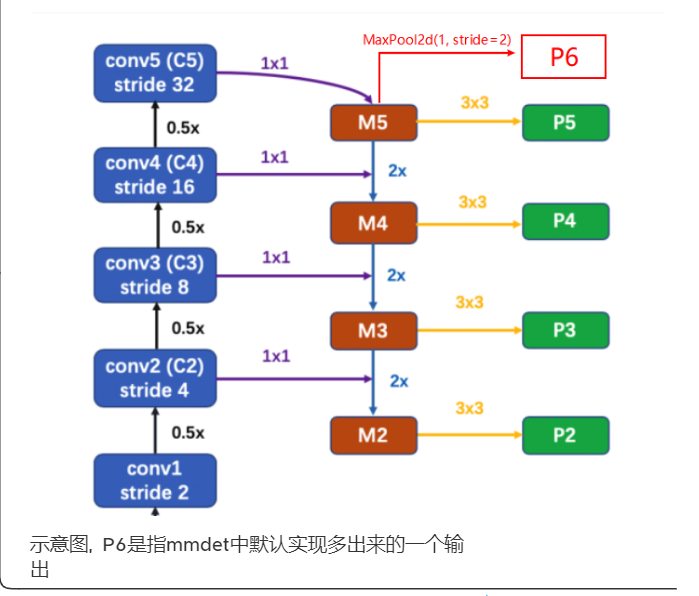 MaxPool2d(1, stride=2)
P6
conv5 (C5)
stride 32
1x1
3x3
M5
P5
0.5x
2x
conv4 (C4)
stride 16
1x1
3x3
M4
P4
0.5x
2x
conv3 (C3)
stride 8
1x1
3x3
M3
P3
0.5x
2x
conv2 (C2)
stride 4
1x1
3x3
M2
P2
0.5x
conv1
stride 2
示意图, P6是指mmdet中默认实现多出来的一个输
出